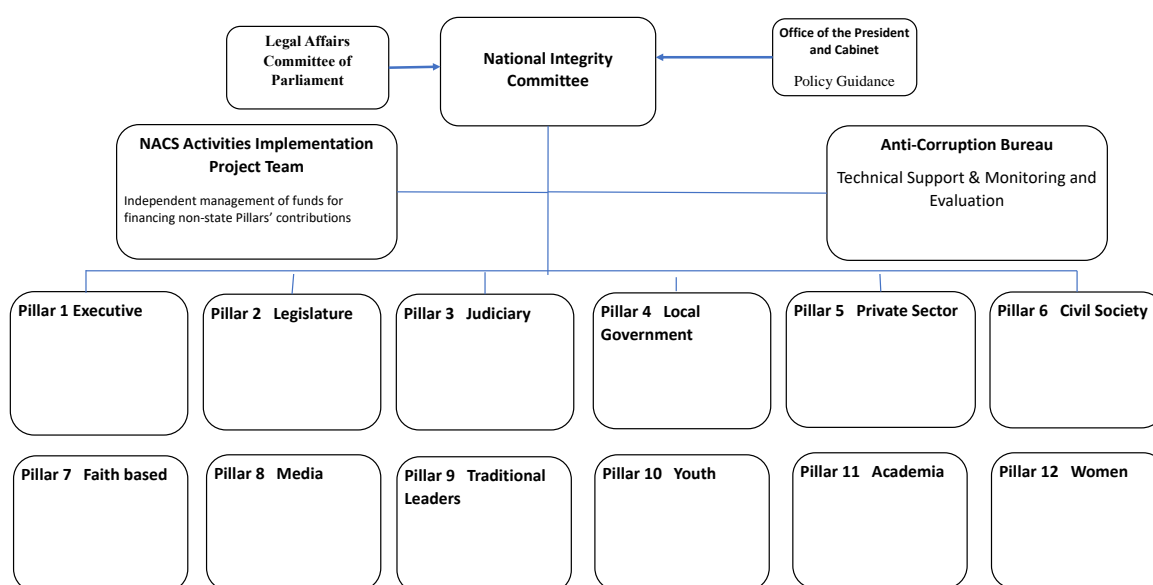 Legal Affairs
Committee of
Parliament
National Integrity
Committee
Office of the President
and Cabinet
Policy Guidance
NACS Activities Implementation
Project Team
Independent management of funds for
financing non-state Pillars' contributions
Anti-Corruption Bureau
Technical Support & Monitoring and
Evaluation
Pillar 1 Executive
Pillar 2 Legislature
Pillar 3 Judiciary
Pillar 4 Local
Government
Pillar 5 Private Sector
Pillar 6 Civil Society
Pillar 7 Faith based
Pillar 8 Media
Pillar 9 Traditional
Leaders
Pillar 10 Youth
Pillar 11 Academia
Pillar 12 Women